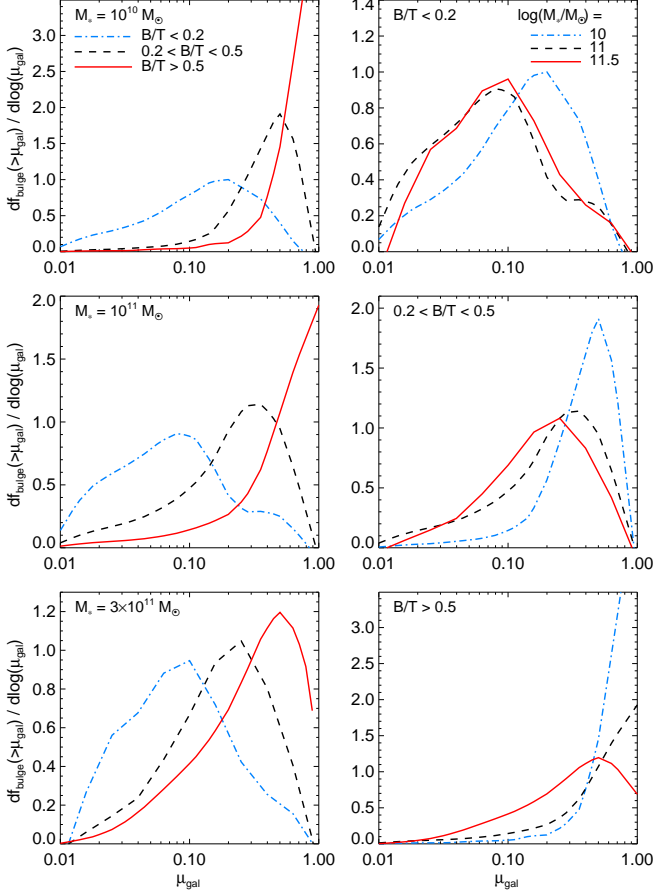 M* = 10^10 M⊙
B/T < 0.2
0.2 < B/T < 0.5
B/T > 0.5
3.0
2.5
2.0
1.5
1.0
0.5
0.0
0.01 0.10 1.00
df_bulge(>μ_gal) / dlog(μ_gal)
B/T < 0.2
log(M*/M⊙) =
10
11
11.5
1.4
1.2
1.0
0.8
0.6
0.4
0.2
0.0
0.01 0.10 1.00
M* = 10^11 M⊙
2.0
1.5
1.0
0.5
0.0
0.01 0.10 1.00
df_bulge(>μ_gal) / dlog(μ_gal)
0.2 < B/T < 0.5
2.0
1.5
1.0
0.5
0.0
0.01 0.10 1.00
M* = 3×10^11 M⊙
1.2
1.0
0.8
0.6
0.4
0.2
0.0
0.01 0.10 1.00
df_bulge(>μ_gal) / dlog(μ_gal)
μ_gal
B/T > 0.5
3.0
2.5
2.0
1.5
1.0
0.5
0.0
0.01 0.10 1.00
μ_gal